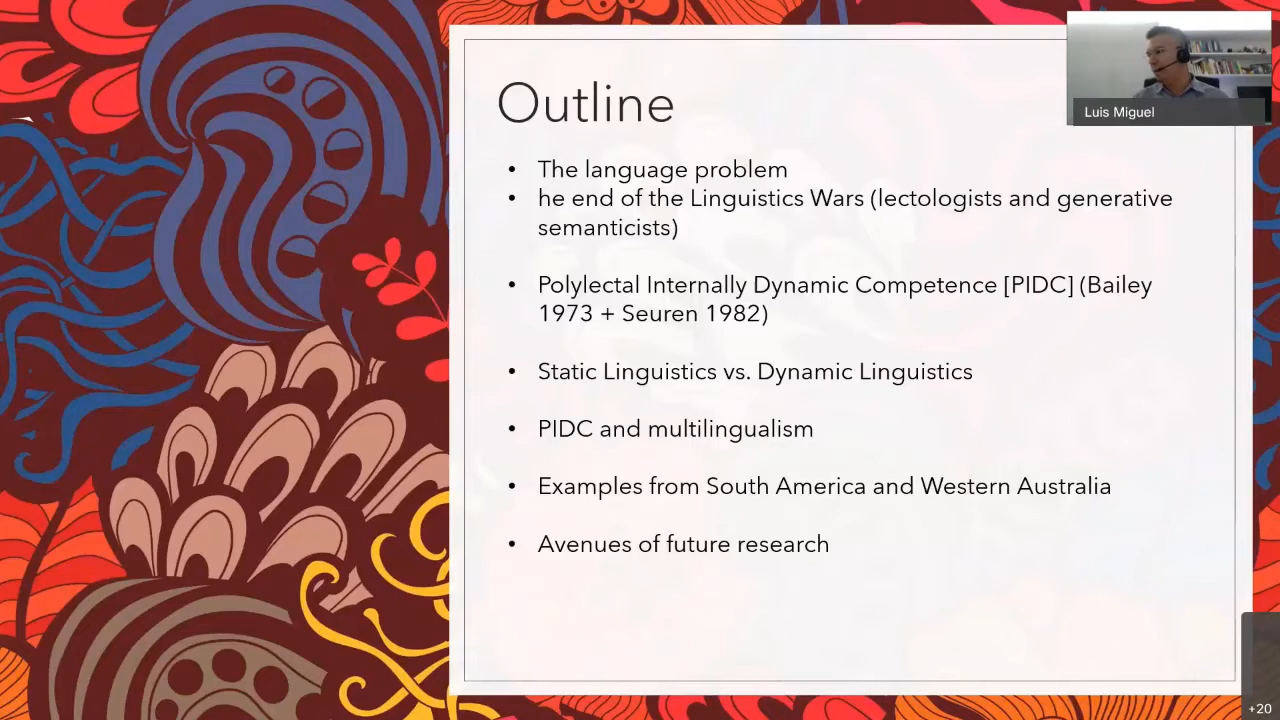 Outline
Luis Miguel
• The language problem
• he end of the Linguistics Wars (lectologists and generative
semanticists)
• Polylectal Internally Dynamic Competence [PIDC] (Bailey
1973 + Seuren 1982)
• Static Linguistics vs. Dynamic Linguistics
• PIDC and multilingualism
• Examples from South America and Western Australia
• Avenues of future research
+20